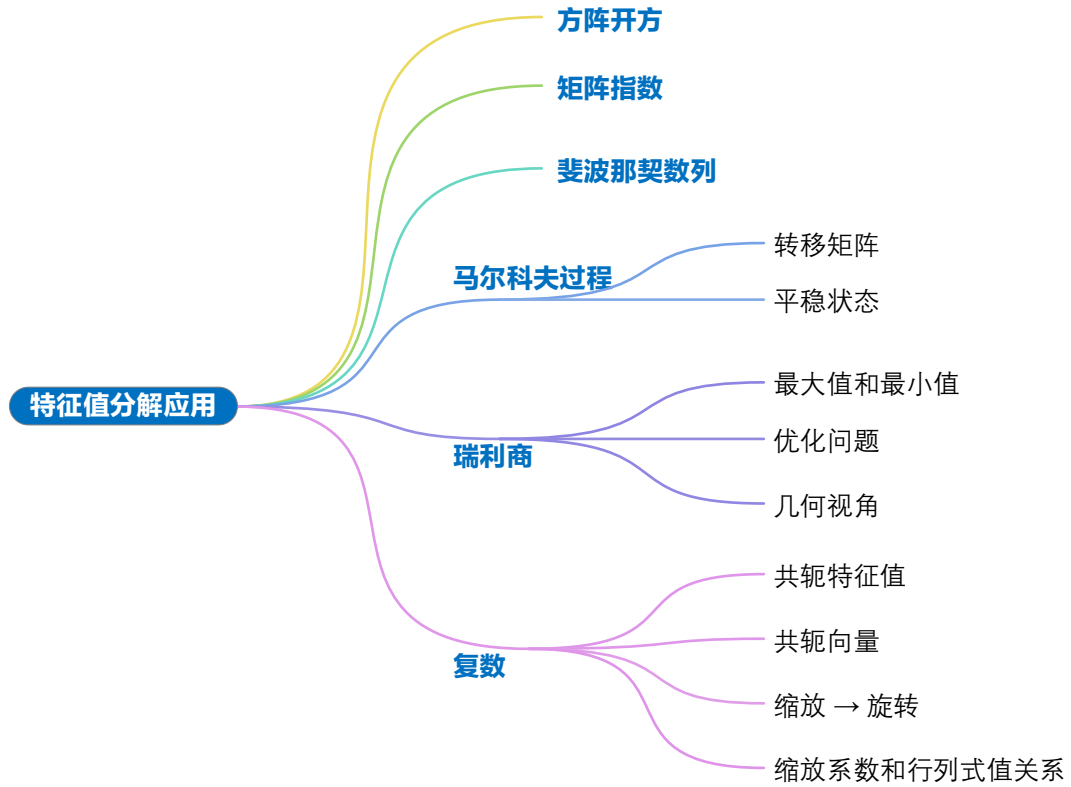 方阵开方
矩阵指数
斐波那契数列
马尔科夫过程
转移矩阵
平稳状态
特征值分解应用
瑞利商
最大值和最小值
优化问题
几何视角
复数
共轭特征值
共轭向量
缩放 → 旋转
缩放系数和行列式值关系